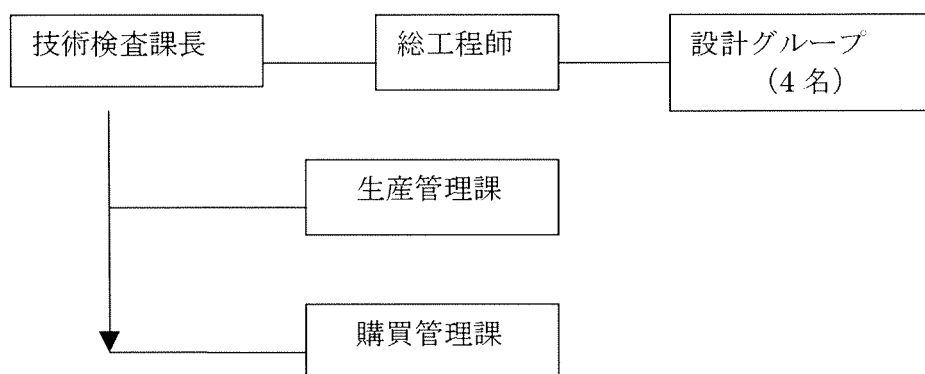 技術検査課長
総工程師
設計グループ
(4 名)
生産管理課
購買管理課